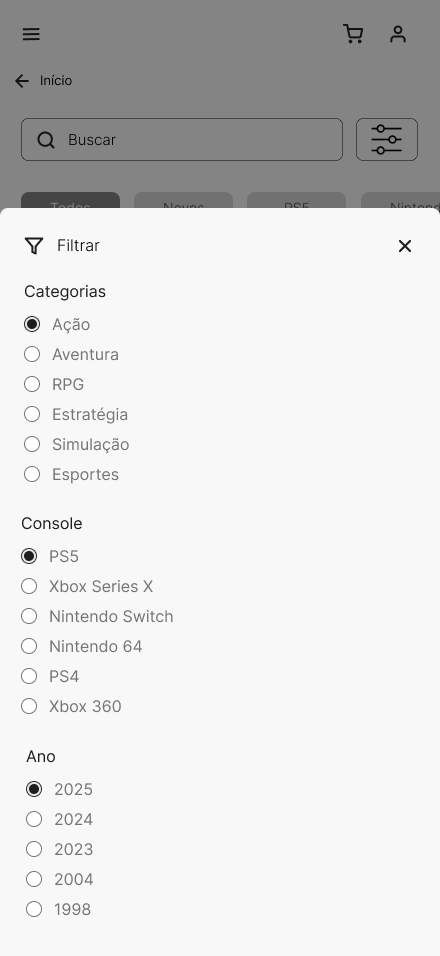 Início
Buscar
Todos
Novos
PS5
Nintend
Filtrar
Categorias
Ação
Aventura
RPG
Estratégia
Simulação
Esportes
Console
PS5
Xbox Series X
Nintendo Switch
Nintendo 64
PS4
Xbox 360
Ano
2025
2024
2023
2004
1998